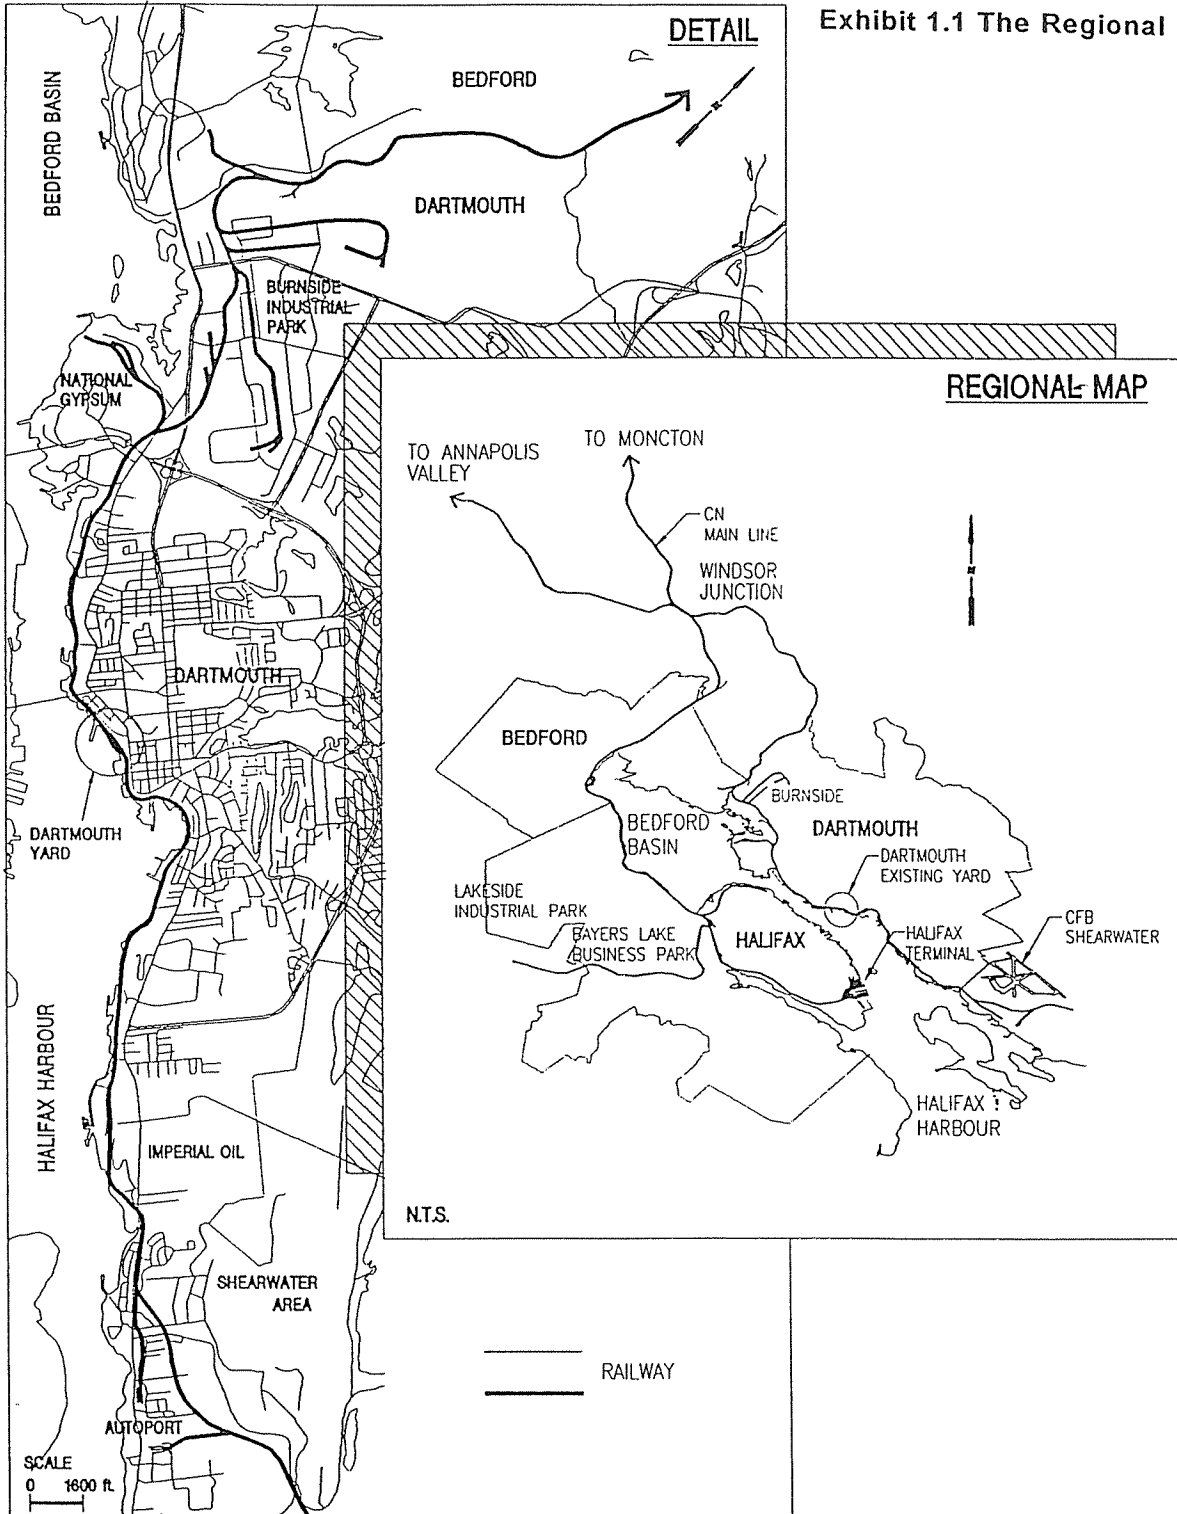 Exhibit 1.1 The Regional
DETAIL
BEDFORD BASIN
BEDFORD
DARTMOUTH
BURNSIDE
INDUSTRIAL
PARK
NATIONAL
GYPSUM
DARTMOUTH
DARTMOUTH
YARD
HALIFAX HARBOUR
IMPERIAL OIL
SHEARWATER
AREA
AUTOPORT
SCALE
0 1600 ft.
REGIONAL MAP
TO ANNAPOLIS
VALLEY
TO MONCTON
CN
MAIN LINE
WINDSOR
JUNCTION
BEDFORD
BURNSIDE
BEDFORD
BASIN
DARTMOUTH
DARTMOUTH
EXISTING YARD
LAKESIDE
INDUSTRIAL PARK
BAYERS LAKE
BUSINESS PARK
HALIFAX
HALIFAX
TERMINAL
CFB
SHEARWATER
HALIFAX
HARBOUR
N.T.S.
RAILWAY